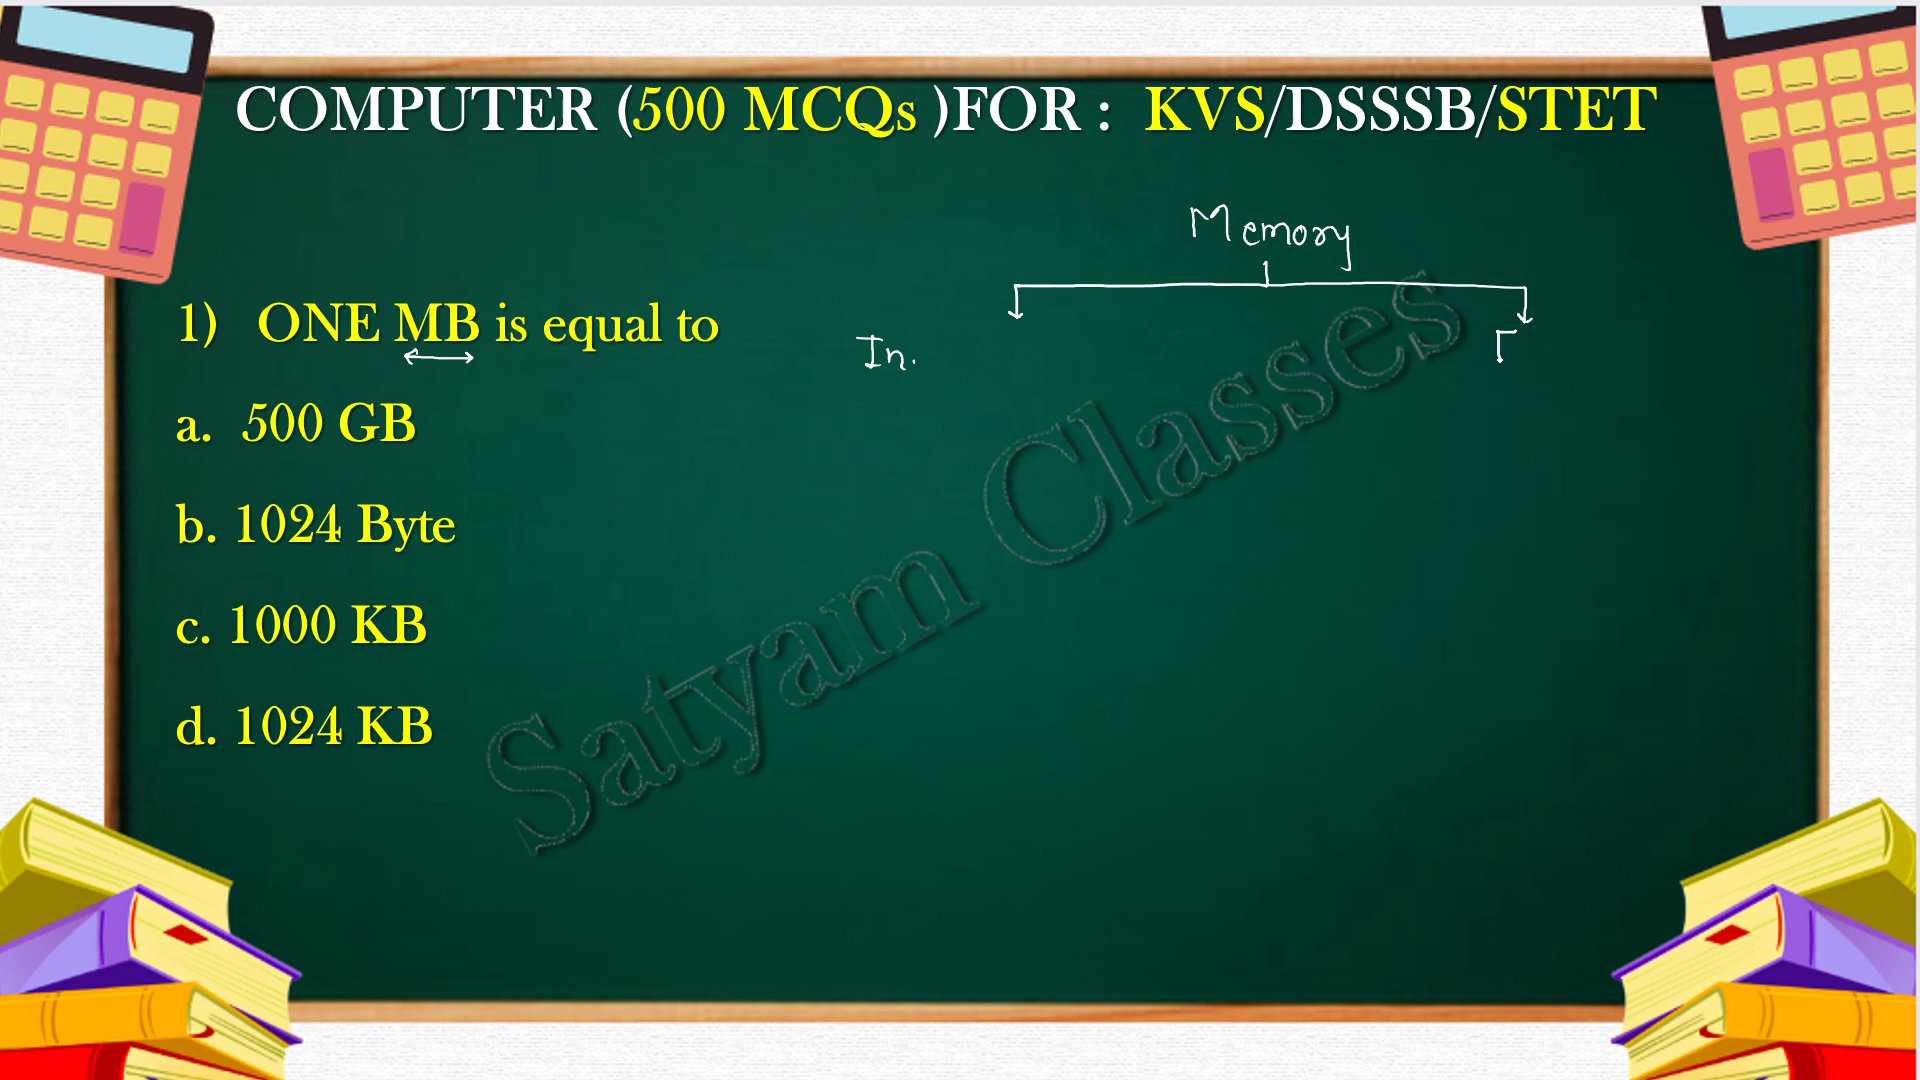 COMPUTER (500 MCQs )FOR : KVS/DSSSB/STET
Memory
1) ONE MB is equal to
In.
a. 500 GB
b. 1024 Byte
c. 1000 KB
d. 1024 KB
Satyam Classes